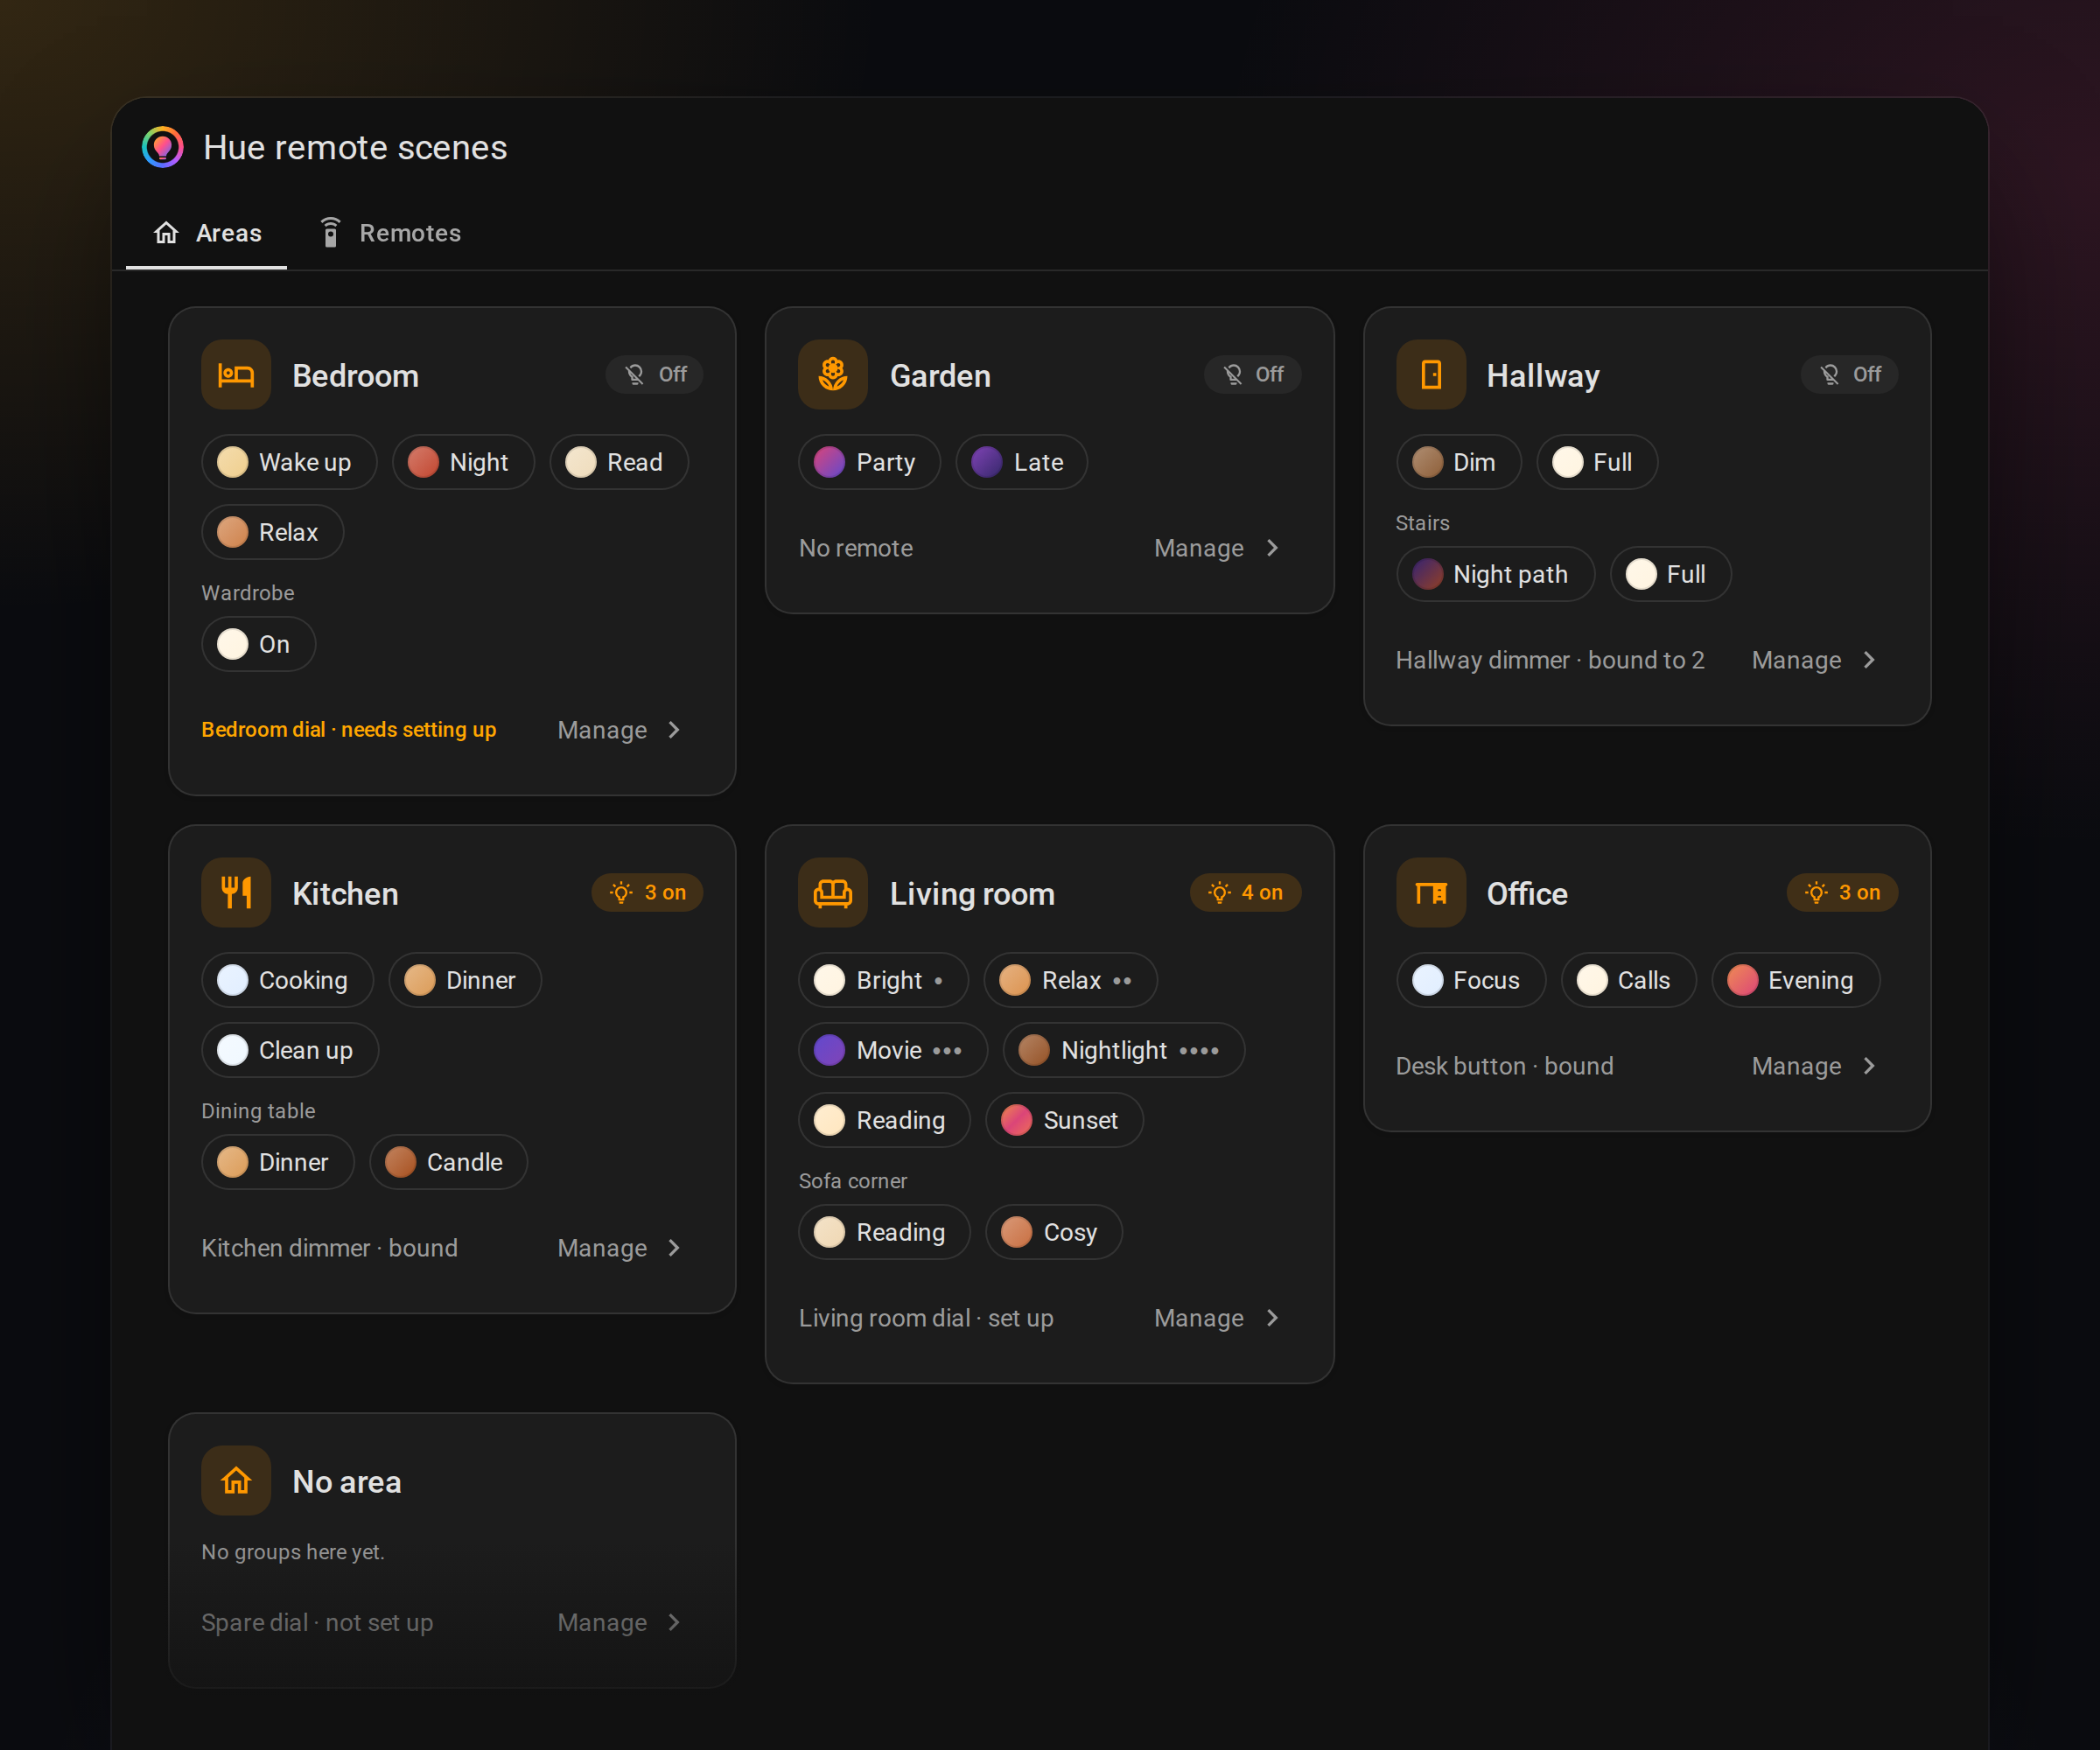 Hue remote scenes
Areas Remotes
Bedroom Off
Wake up Night Read
Relax
Wardrobe
On
Bedroom dial · needs setting up Manage
Garden Off
Party Late
No remote Manage
Hallway Off
Dim Full
Stairs
Night path Full
Hallway dimmer · bound to 2 Manage
Kitchen 3 on
Cooking Dinner
Clean up
Dining table
Dinner Candle
Kitchen dimmer · bound Manage
Living room 4 on
Bright • Relax ••
Movie ••• Nightlight ••••
Reading Sunset
Sofa corner
Reading Cosy
Living room dial · set up Manage
Office 3 on
Focus Calls Evening
Desk button · bound Manage
No area
No groups here yet.
Spare dial · not set up Manage